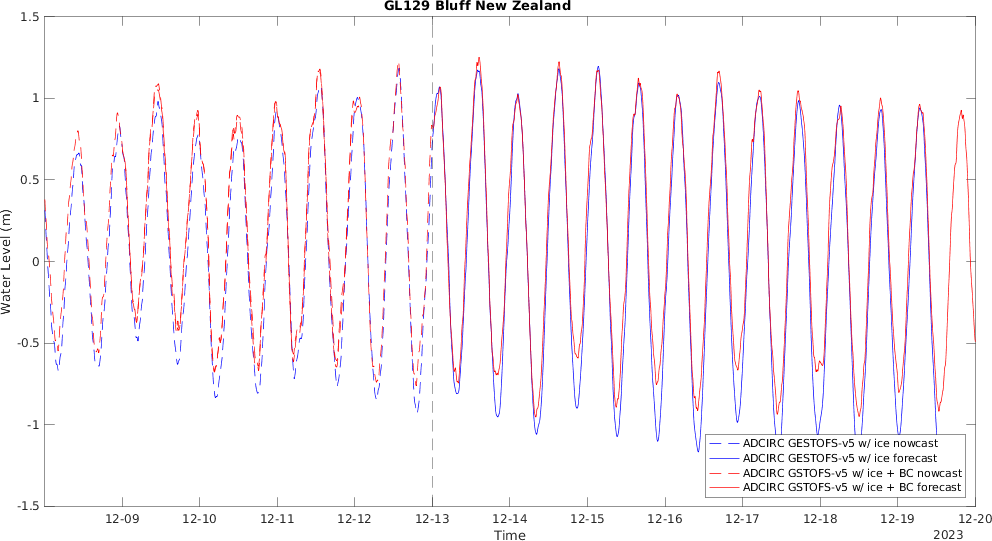 GL129 Bluff New Zealand
1.5
1
0.5
0
-0.5
-1
-1.5
Water Level (m)
ADCIRC GESTOFS-v5 w/ ice nowcast
ADCIRC GESTOFS-v5 w/ ice forecast
ADCIRC GSTOFS-v5 w/ ice + BC nowcast
ADCIRC GSTOFS-v5 w/ ice + BC forecast
12-09 12-10 12-11 12-12 12-13 12-14 12-15 12-16 12-17 12-18 12-19 12-20
Time
2023